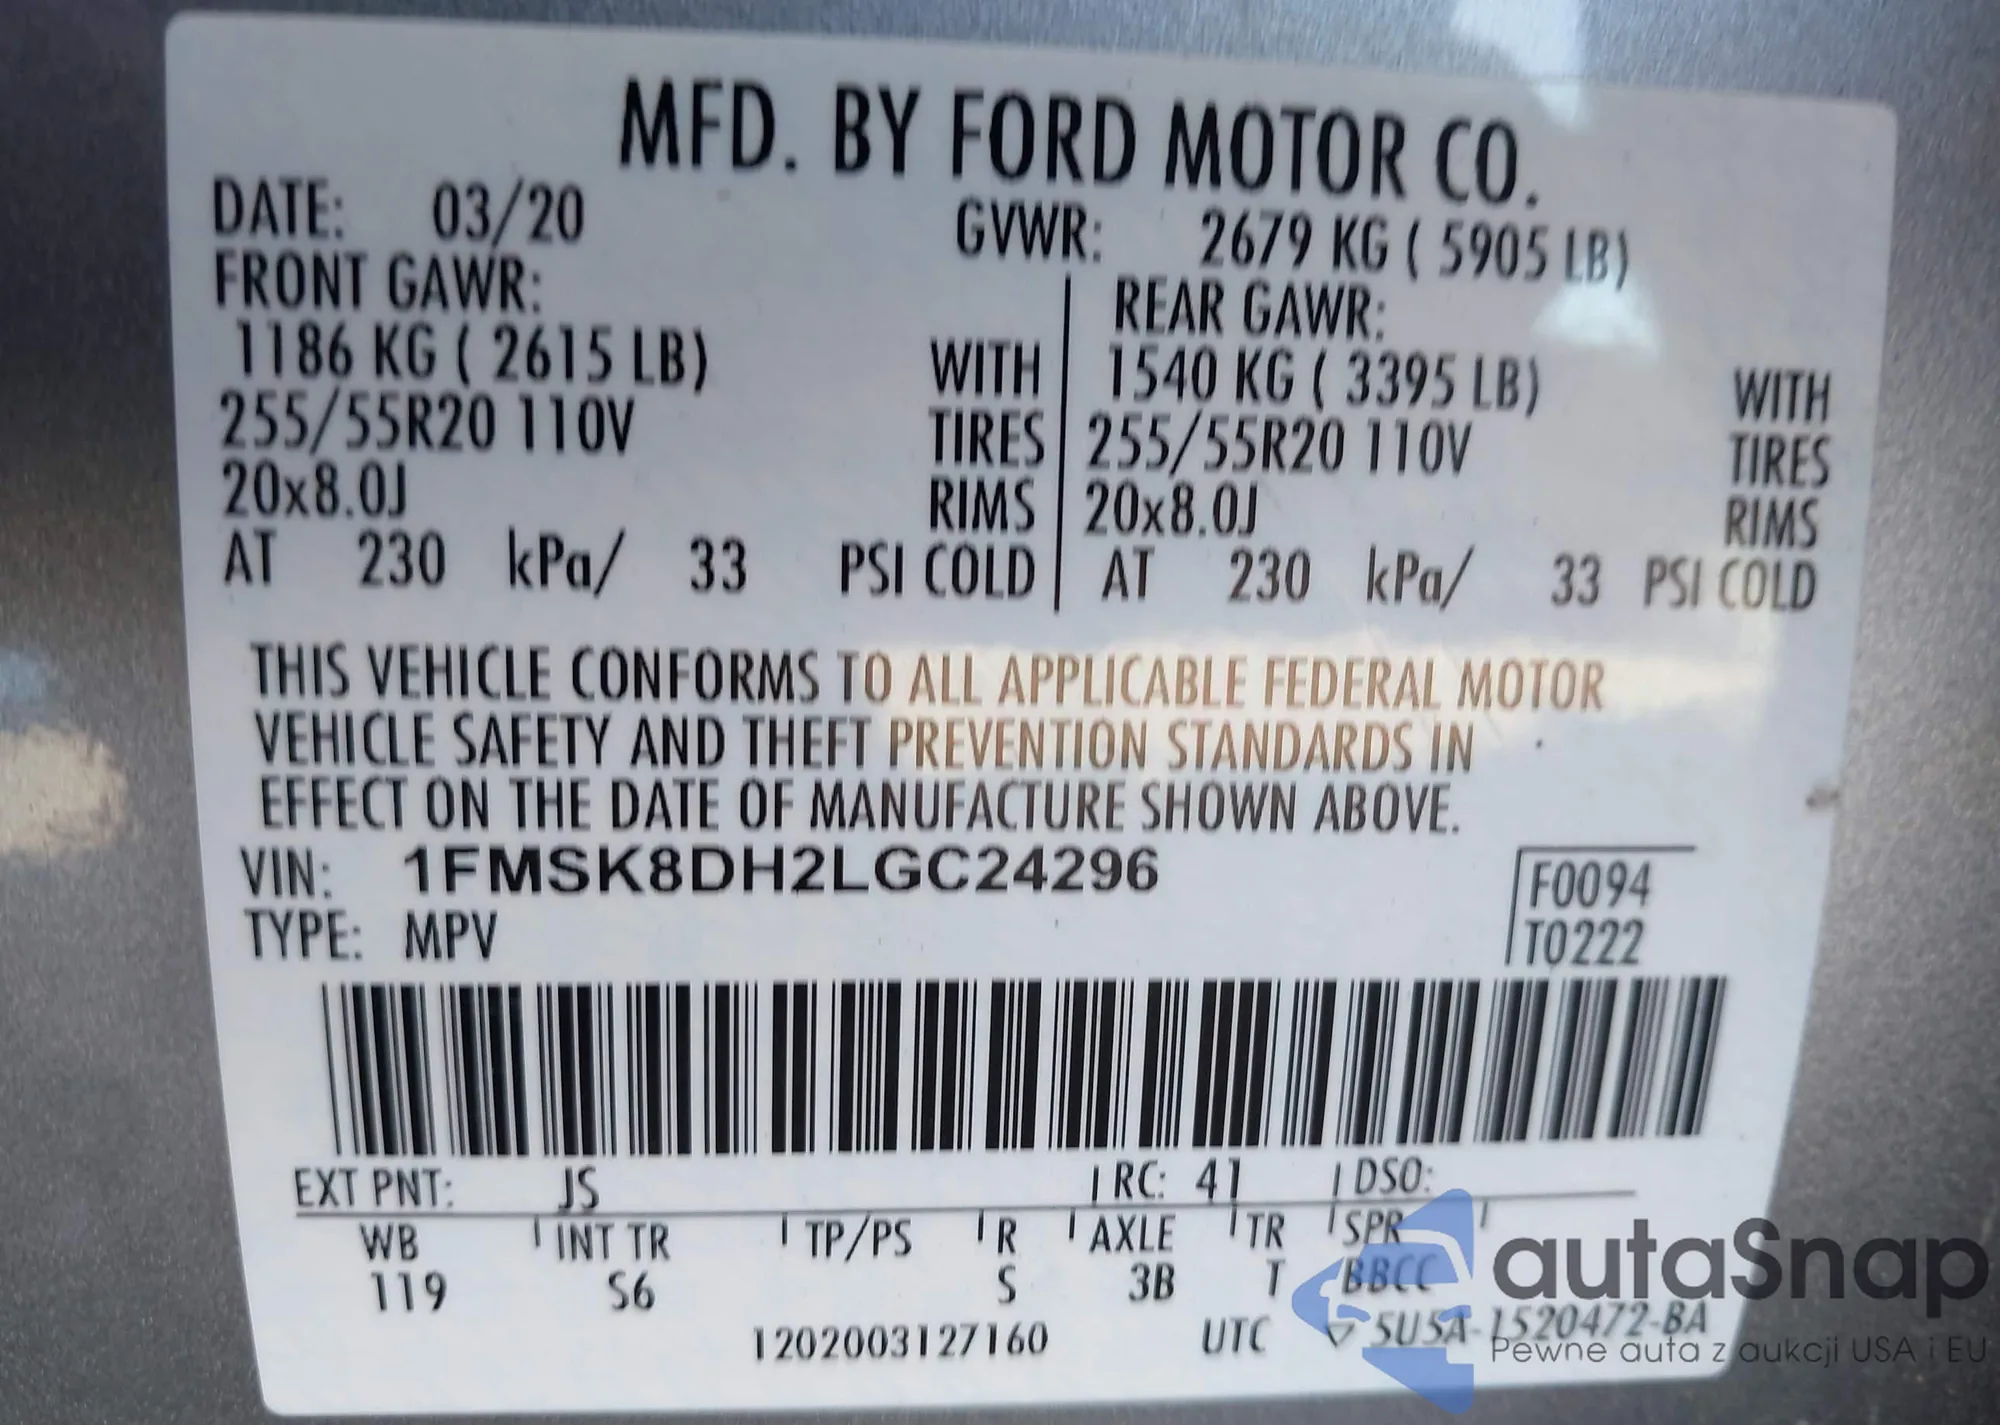 MFD. BY FORD MOTOR CO.
DATE: 03/20 GVWR: 2679 KG ( 5905 LB)
FRONT GAWR: REAR GAWR:
1186 KG ( 2615 LB) WITH 1540 KG ( 3395 LB) WITH
255/55R20 110V TIRES 255/55R20 110V TIRES
20x8.0J RIMS 20x8.0J RIMS
AT 230 kPa/ 33 PSI COLD AT 230 kPa/ 33 PSI COLD
THIS VEHICLE CONFORMS TO ALL APPLICABLE FEDERAL MOTOR
VEHICLE SAFETY AND THEFT PREVENTION STANDARDS IN
EFFECT ON THE DATE OF MANUFACTURE SHOWN ABOVE.
VIN: 1FMSK8DH2LGC24296 F0094
TYPE: MPV T0222
EXT PNT: JS RC: 41 DSO:
WB INT TR TP/PS R AXLE TR SPR
119 S6 S 3B T BBCC
1202003127160 UTC 5U5A-1520472-BA
autaSnap
Pewne auta z aukcji USA i EU